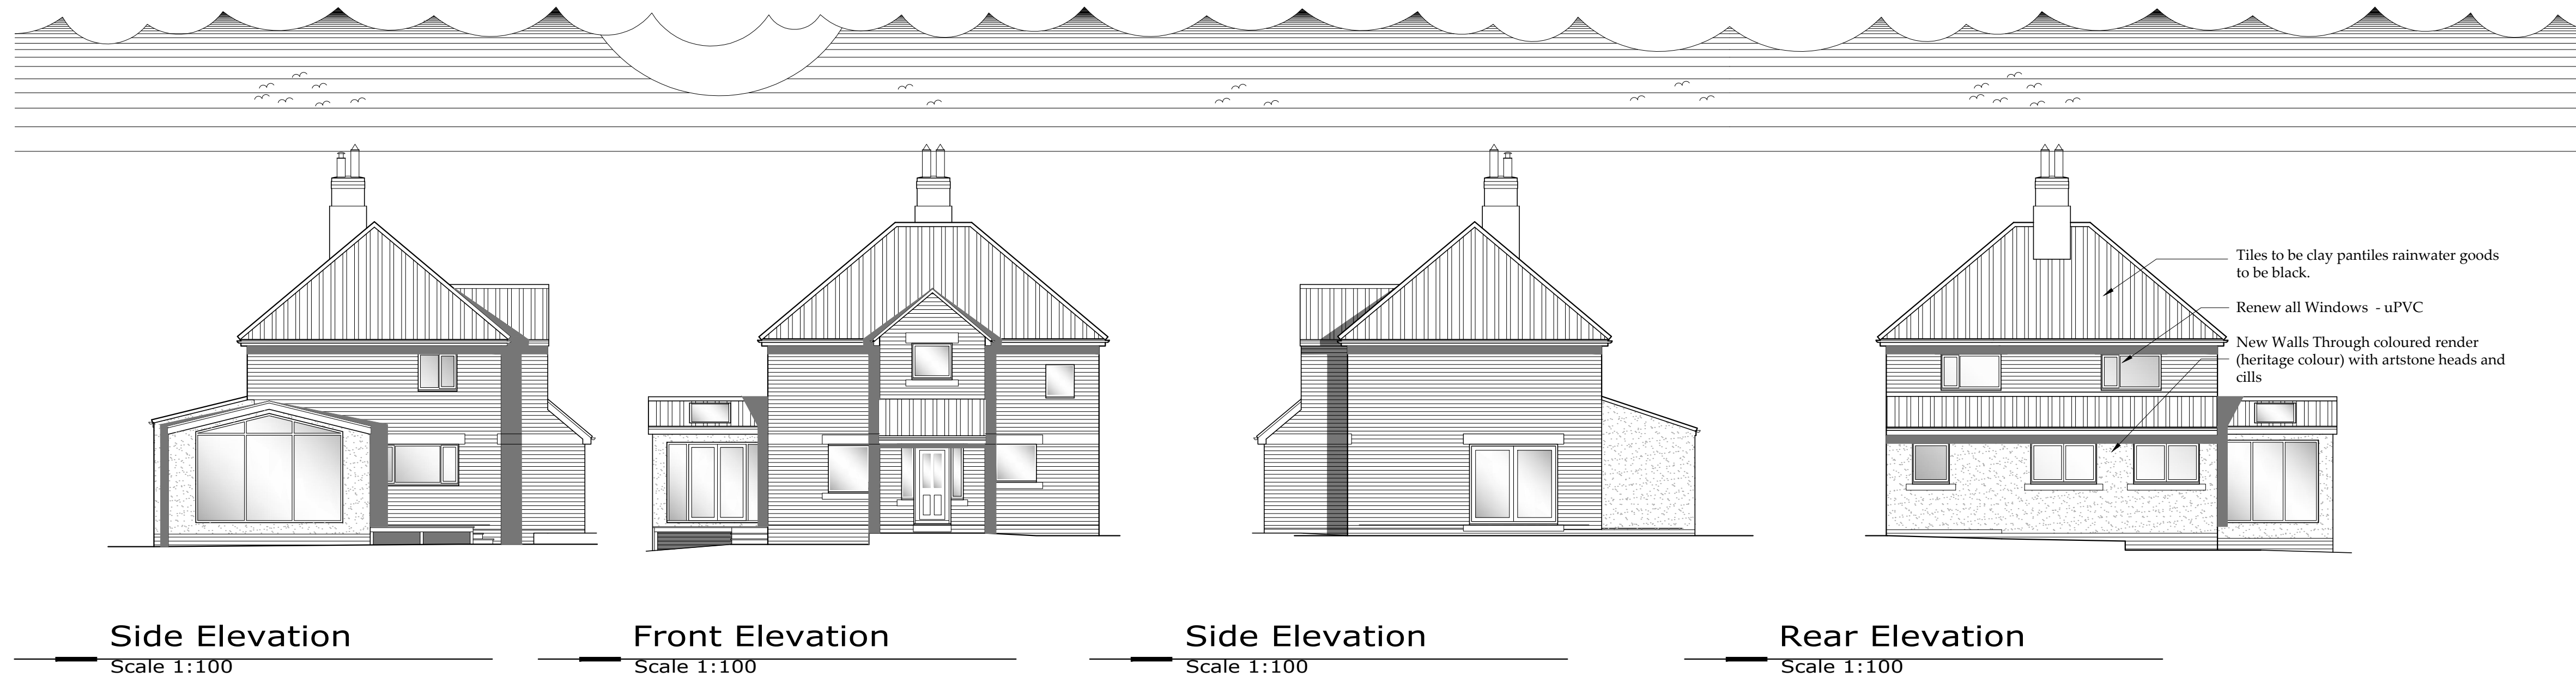 Tiles to be clay pantiles rainwater goods
to be black.
Renew all Windows - uPVC
New Walls Through coloured render
(heritage colour) with artstone heads and
cills
Side Elevation
Scale 1:100
Front Elevation
Scale 1:100
Side Elevation
Scale 1:100
Rear Elevation
Scale 1:100